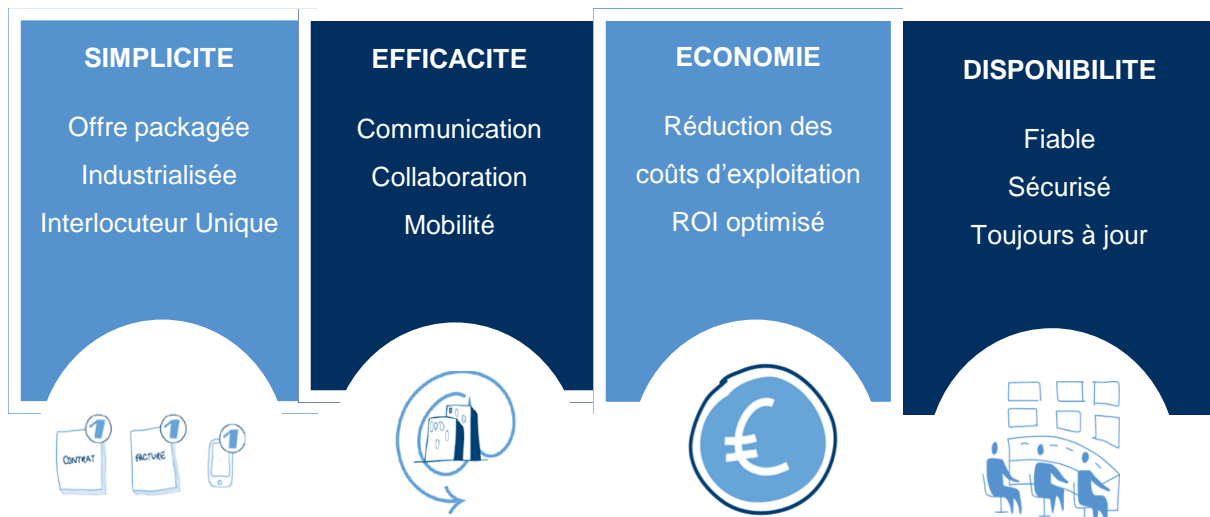 SIMPLICITE
Offre packagée
Industrialisée
Interlocuteur Unique
1
CONTRAT
1
FACTURE
1
EFFICACITE
Communication
Collaboration
Mobilité
ECONOMIE
Réduction des
coûts d’exploitation
ROI optimisé
€
DISPONIBILITE
Fiable
Sécurisé
Toujours à jour